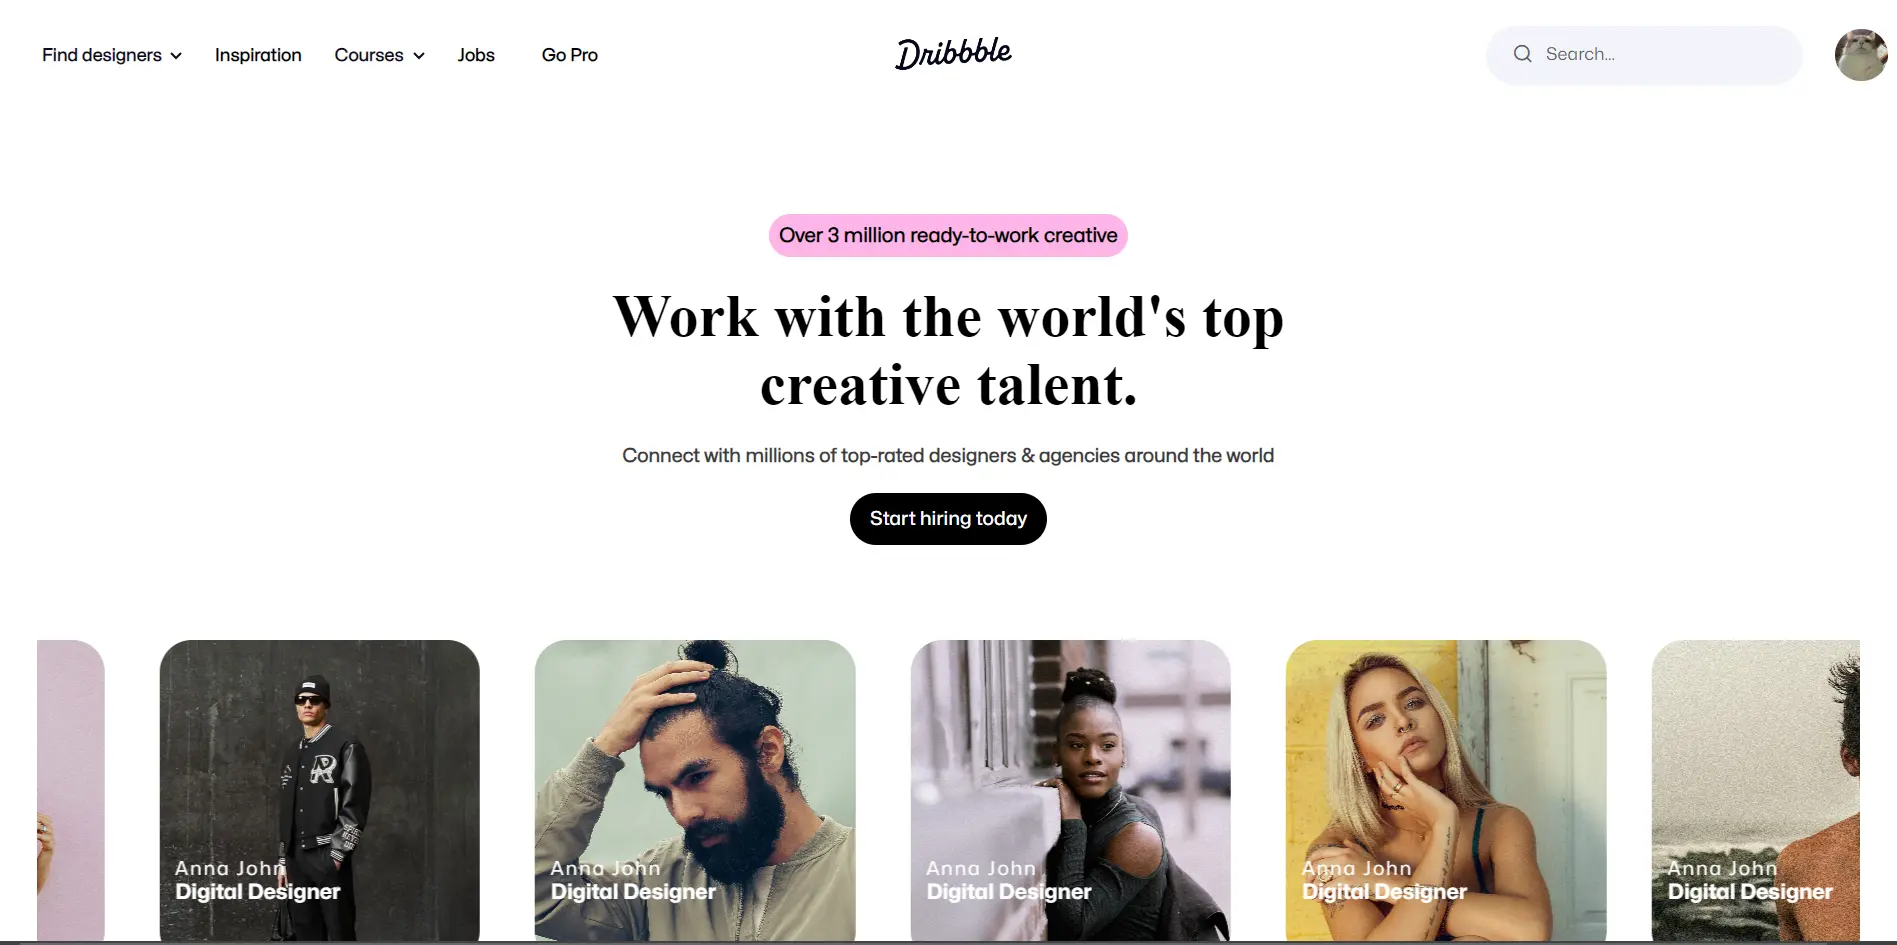 Find designers
Inspiration
Courses
Jobs
Go Pro
Dribbble
Search...
Over 3 million ready-to-work creative
Work with the world's top
creative talent.
Connect with millions of top-rated designers & agencies around the world
Start hiring today
R
Anna John
Digital Designer
Anna John
Digital Designer
Anna John
Digital Designer
Anna John
Digital Designer
Anna John
Digital Designer